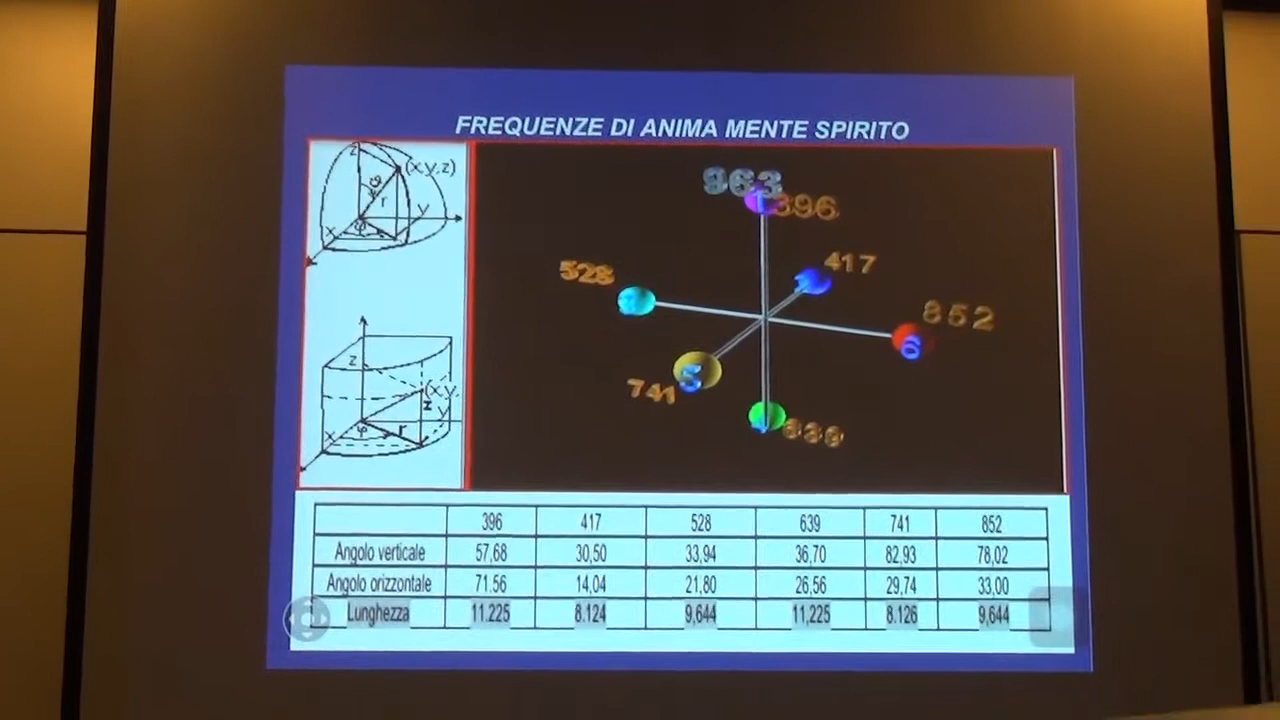 FREQUENZE DI ANIMA MENTE SPIRITO
z
(x,y,z)
r
y
x
φ
963
396
528
417
852
6
5
741
639
z
(x,y,
z
y
x
φ
r
396 417 528 639 741 852
Angolo verticale 57,68 30,50 33,94 36,70 82,93 78,02
Angolo orizzontale 71.56 14,04 21,80 26,56 29,74 33,00
Lunghezza 11.225 8.124 9,644 11,225 8.126 9,644